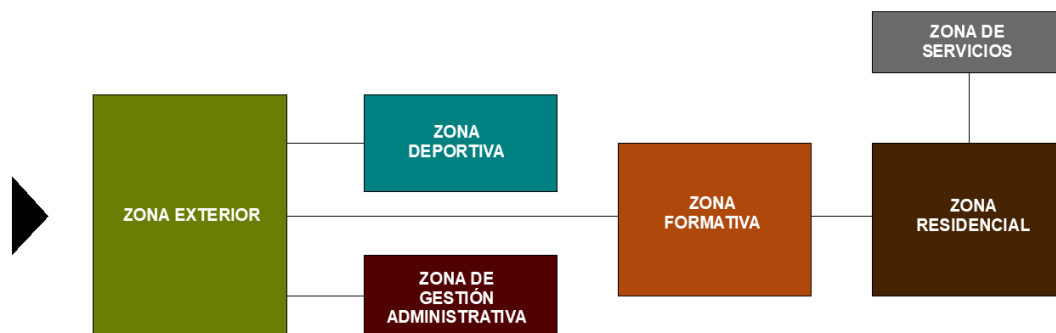 ZONA DE
SERVICIOS
ZONA
DEPORTIVA
ZONA EXTERIOR
ZONA
FORMATIVA
ZONA
RESIDENCIAL
ZONA DE
GESTIÓN
ADMINISTRATIVA